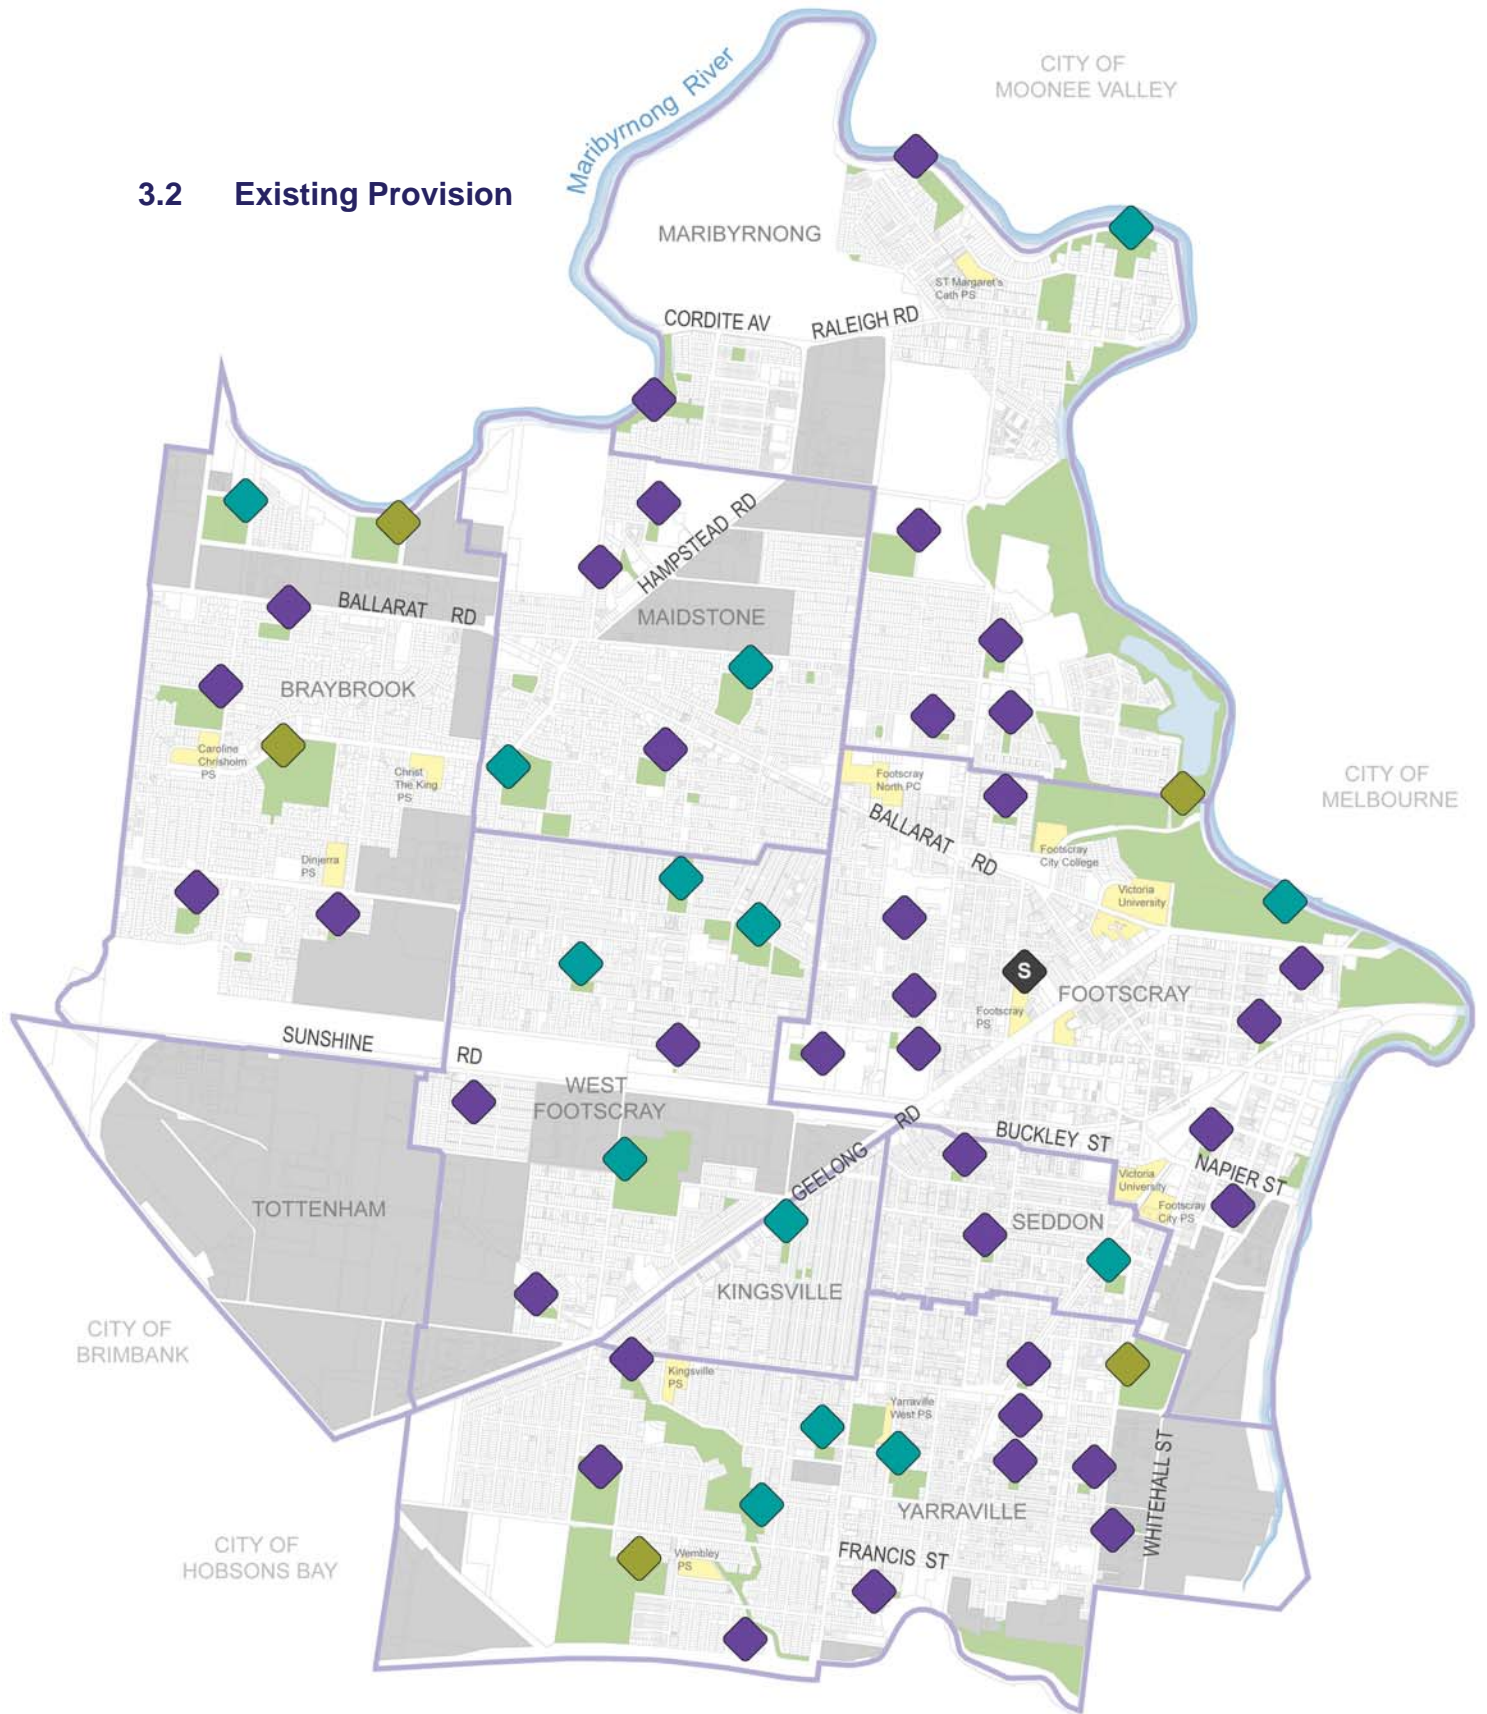 CITY OF
MOONEE VALLEY
Maribyrnong River
3.2 Existing Provision
MARIBYRNONG
ST Margaret's
Cath PS
CORDITE AV
RALEIGH RD
HAMPSTEAD RD
BALLARAT RD
MAIDSTONE
BRAYBROOK
Caroline
Chrisholm
PS
Christ
The King
PS
Footscray
North PC
CITY OF
MELBOURNE
BALLARAT RD
Footscray
City College
Dinjerra
PS
Victoria
University
S
FOOTSCRAY
Footscray
PS
SUNSHINE RD
WEST
FOOTSCRAY
GEELONG RD
BUCKLEY ST
NAPIER ST
Victoria
University
Footscray
City PS
TOTTENHAM
SEDDON
KINGSVILLE
CITY OF
BRIMBANK
Kingsville
PS
Yarraville
West PS
WHITEHALL ST
YARRAVILLE
CITY OF
HOBSONS BAY
Wembley
PS
FRANCIS ST